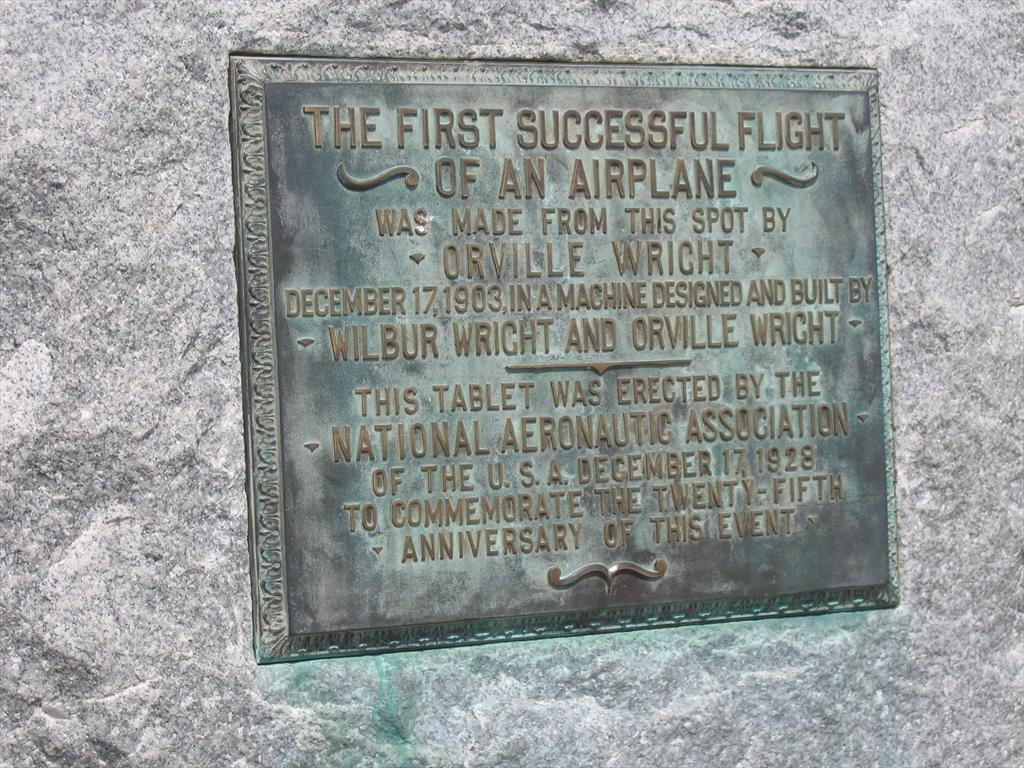 THE FIRST SUCCESSFUL FLIGHT
OF AN AIRPLANE
WAS MADE FROM THIS SPOT BY
ORVILLE WRIGHT
DECEMBER 17, 1903, IN A MACHINE DESIGNED AND BUILT BY
WILBUR WRIGHT AND ORVILLE WRIGHT
THIS TABLET WAS ERECTED BY THE
NATIONAL AERONAUTIC ASSOCIATION
OF THE U.S.A. DECEMBER 17, 1928
TO COMMEMORATE THE TWENTY-FIFTH
ANNIVERSARY OF THIS EVENT